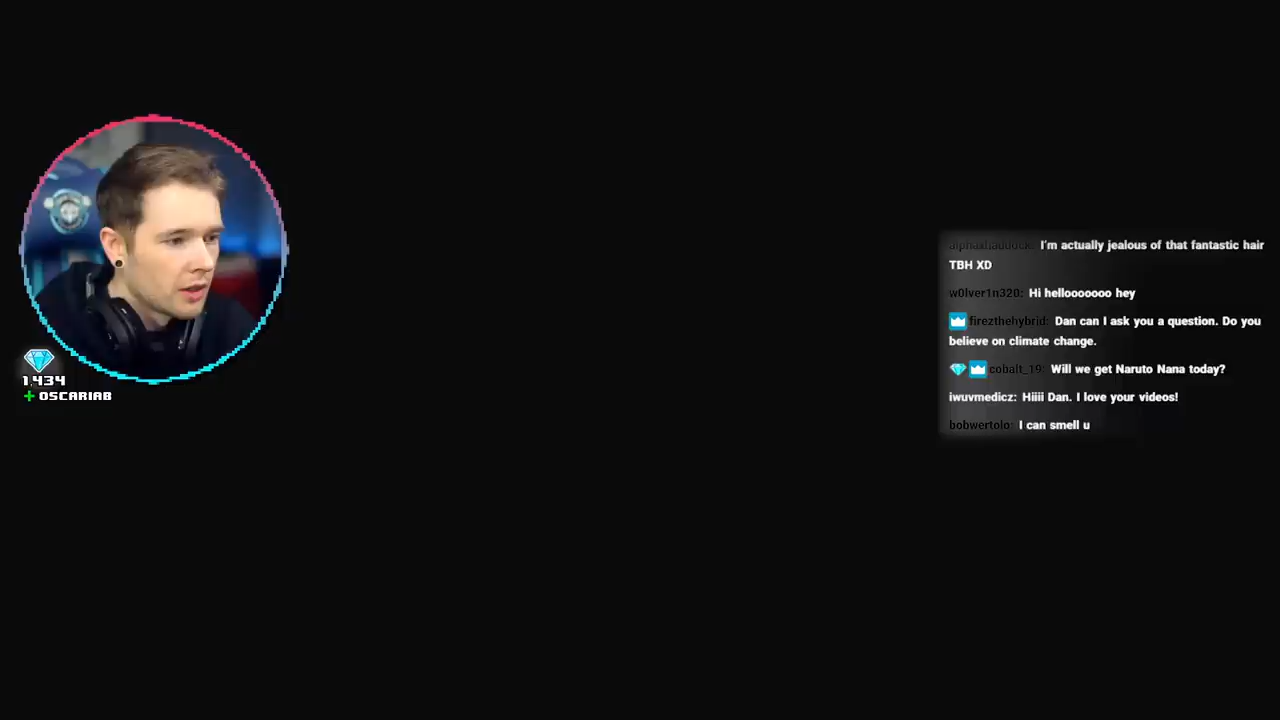 1,434
+ OSCARIAB
I'm actually jealous of that fantastic hair
TBH XD
w0lver1n320: Hi hellooooooo hey
firezthehybrid: Dan can I ask you a question. Do you
believe on climate change.
cobalt_19: Will we get Naruto Nana today?
iwuvmedicz: Hiiii Dan. I love your videos!
bobwertolo: I can smell u